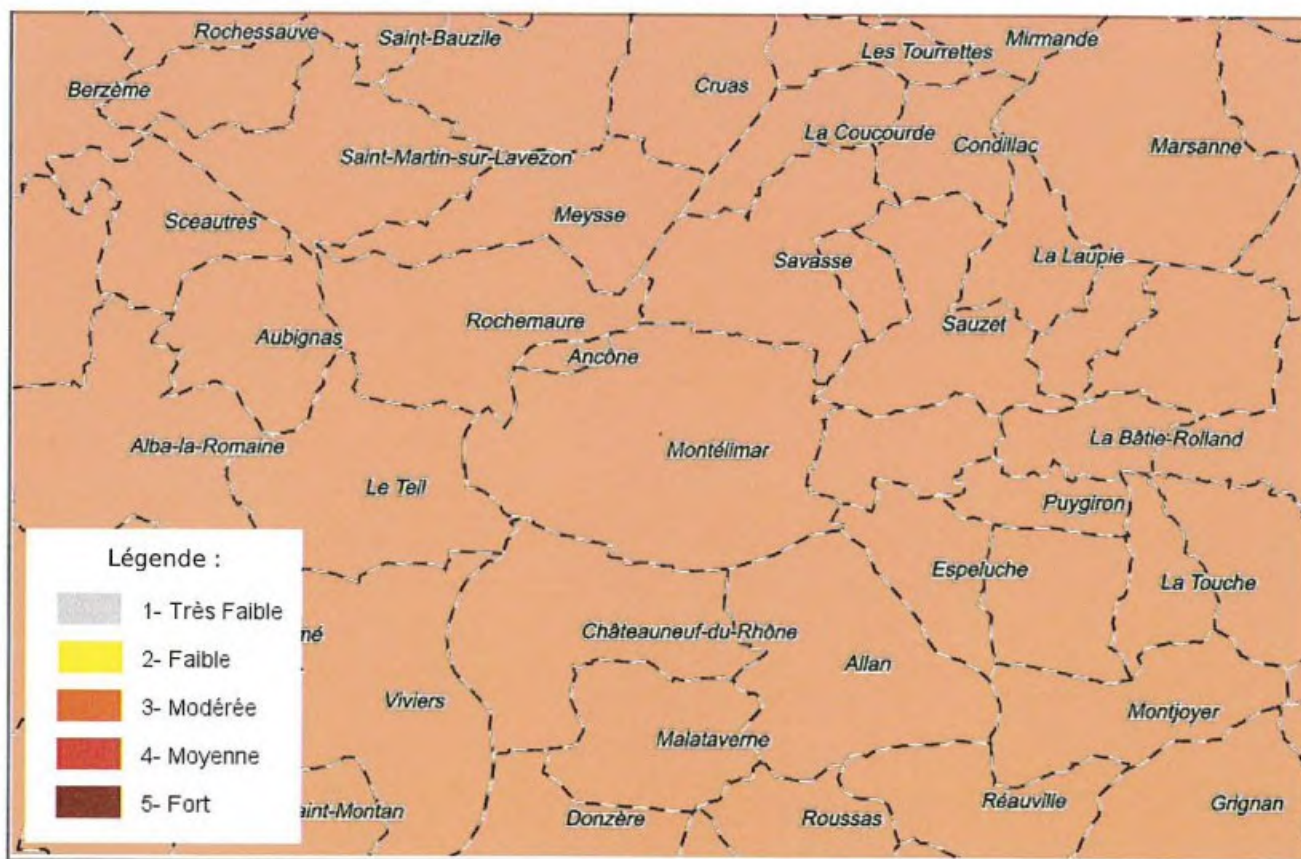 Rochessauve
Saint-Bauzile
Mirmande
Les Tourrettes
Berzème
Cruas
La Coucourde
Condillac
Marsanne
Saint-Martin-sur-Lavezon
Sceautres
Meysse
Savasse
La Laupie
Aubignas
Rochemaure
Sauzet
Ancône
Alba-la-Romaine
Montélimar
La Bâtie-Rolland
Le Teil
Puygiron
Espeluche
La Touche
Châteauneuf-du-Rhône
Allan
Viviers
Montjoyer
Malataverne
Réauville
Grignan
Donzère
Roussas
Légende :
1- Très Faible
2- Faible
3- Modérée
4- Moyenne
5- Fort
mé
aint-Montan